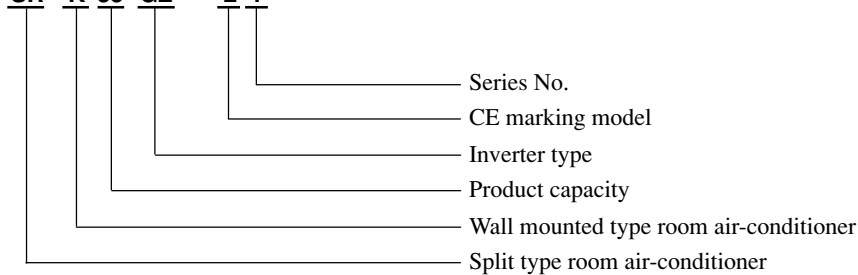 Series No.
CE marking model
Inverter type
Product capacity
Wall mounted type room air-conditioner
Split type room air-conditioner